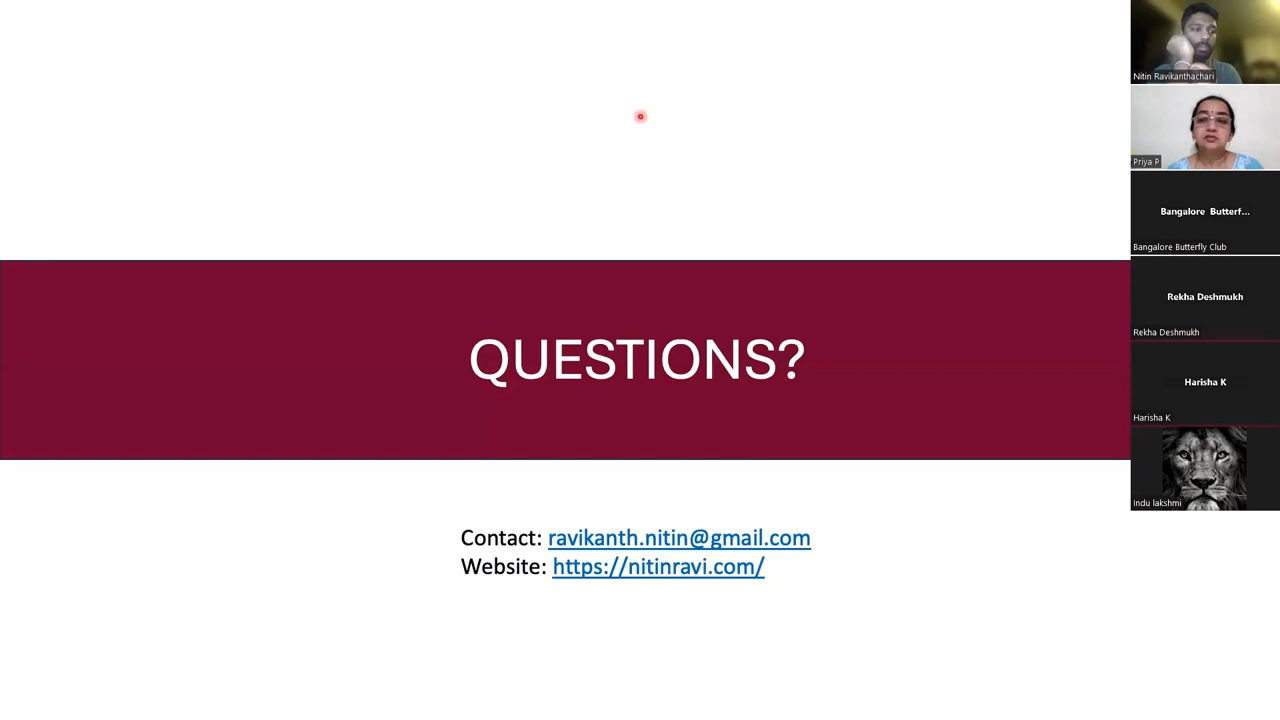 QUESTIONS?
Contact: ravikanth.nitin@gmail.com
Website: https://nitinravi.com/
Nitin Ravikanthachari
Priya P
Bangalore Butterf...
Bangalore Butterfly Club
Rekha Deshmukh
Rekha Deshmukh
Harisha K
Harisha K
Indu lakshmi